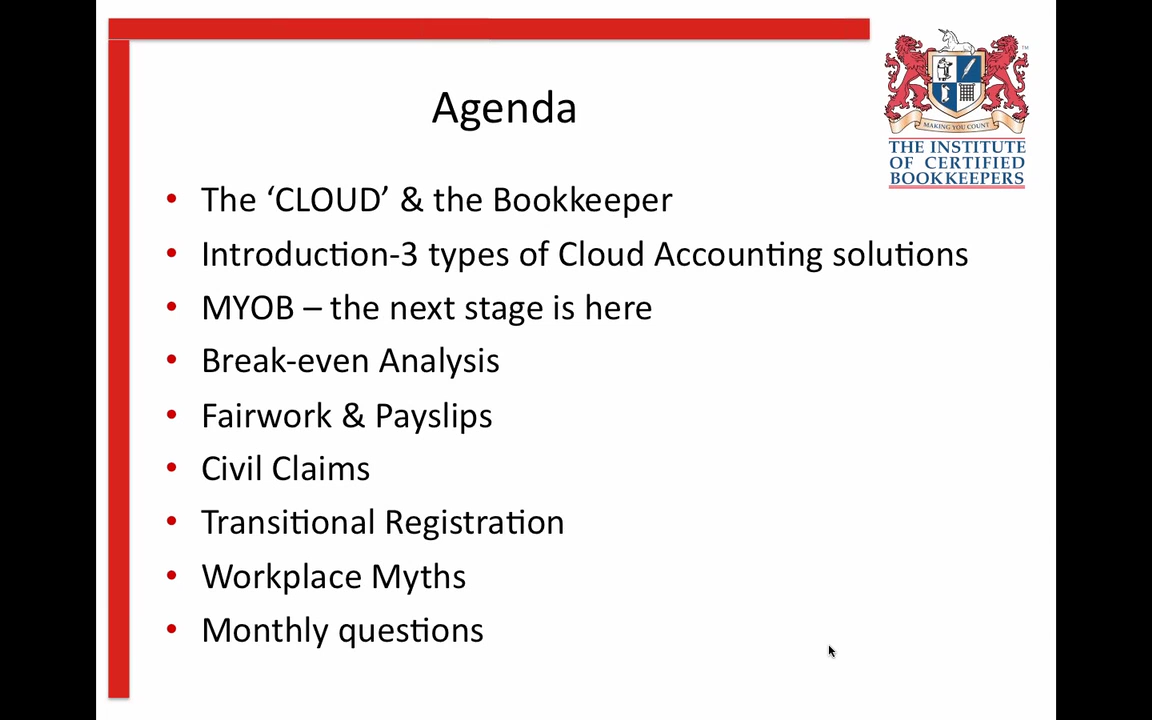 Agenda
TM
MAKING YOU COUNT
THE INSTITUTE
OF CERTIFIED
BOOKKEEPERS
• The ‘CLOUD’ & the Bookkeeper
• Introduction-3 types of Cloud Accounting solutions
• MYOB – the next stage is here
• Break-even Analysis
• Fairwork & Payslips
• Civil Claims
• Transitional Registration
• Workplace Myths
• Monthly questions